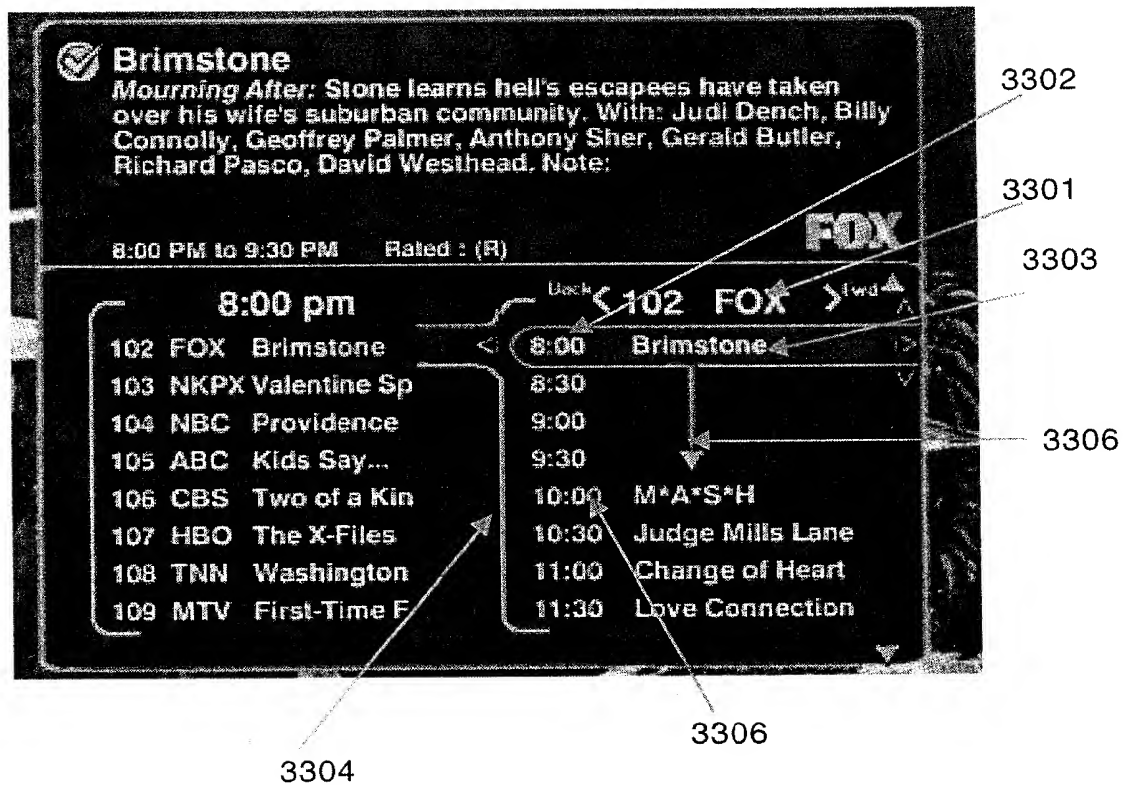 Brimstone
Mourning After: Stone learns hell's escapees have taken
over his wife's suburban community. With: Judi Dench, Billy
Connolly, Geoffrey Palmer, Anthony Sher, Gerald Butler,
Richard Pasco, David Westhead. Note:
FOX
8:00 PM to 9:30 PM Rated : (R)
8:00 pm
102 FOX Brimstone
103 NKPX Valentine Sp
104 NBC Providence
105 ABC Kids Say...
106 CBS Two of a Kin
107 HBO The X-Files
108 TNN Washington
109 MTV First-Time F
Back < 102 FOX > Fwd
8:00 Brimstone
8:30
9:00
9:30
10:00 M*A*S*H
10:30 Judge Mills Lane
11:00 Change of Heart
11:30 Love Connection
3302
3301
3303
3306
3306
3304